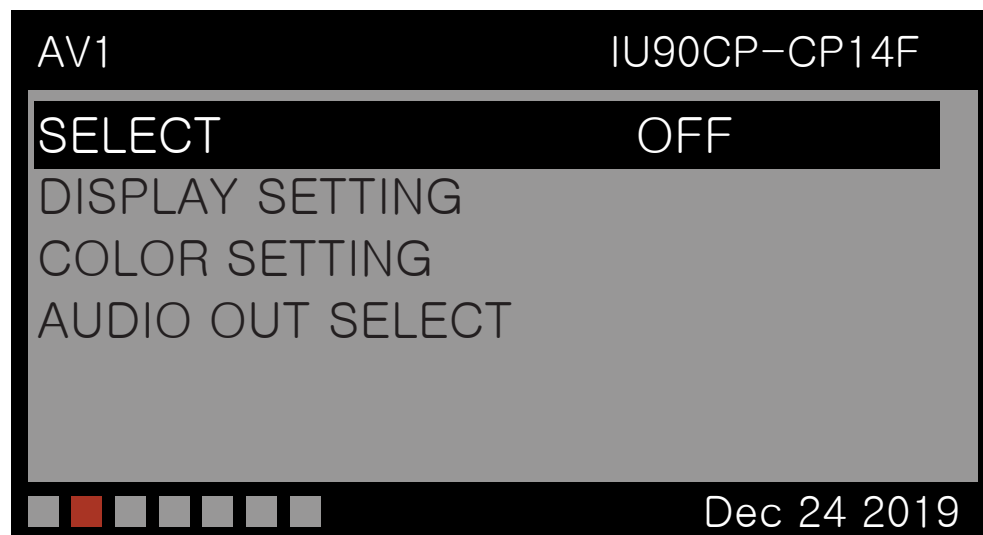 AV1 IU90CP-CP14F
SELECT OFF
DISPLAY SETTING
COLOR SETTING
AUDIO OUT SELECT
Dec 24 2019